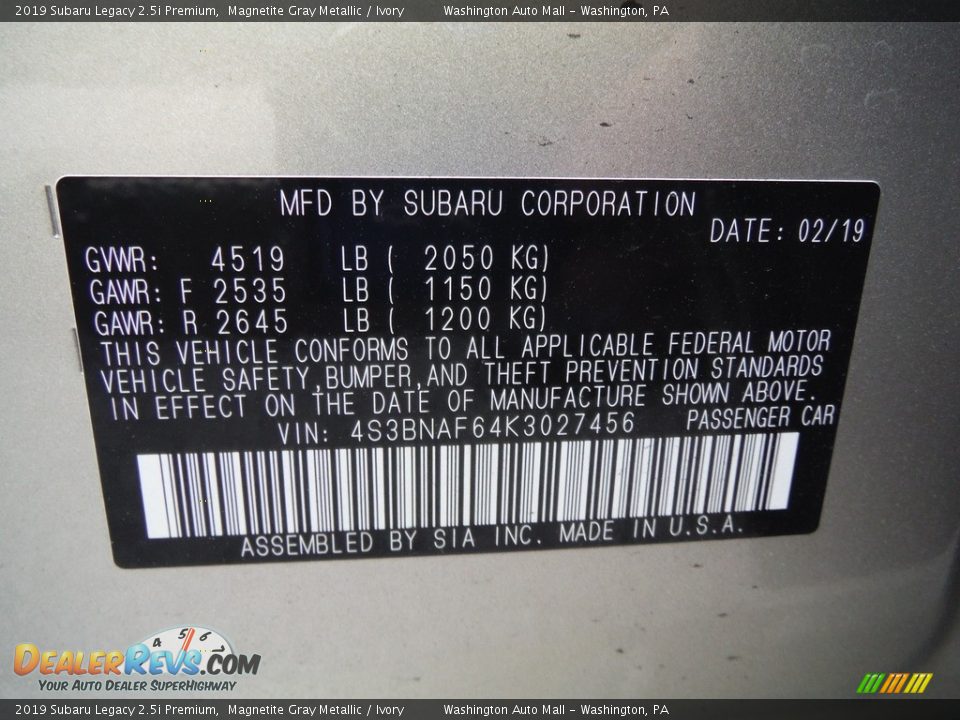 2019 Subaru Legacy 2.5i Premium, Magnetite Gray Metallic / Ivory Washington Auto Mall - Washington, PA
MFD BY SUBARU CORPORATION
DATE: 02/19
GVWR: 4519 LB ( 2050 KG)
GAWR: F 2535 LB ( 1150 KG)
GAWR: R 2645 LB ( 1200 KG)
THIS VEHICLE CONFORMS TO ALL APPLICABLE FEDERAL MOTOR
VEHICLE SAFETY,BUMPER,AND THEFT PREVENTION STANDARDS
IN EFFECT ON THE DATE OF MANUFACTURE SHOWN ABOVE.
VIN: 4S3BNAF64K3027456 PASSENGER CAR
ASSEMBLED BY SIA INC. MADE IN U.S.A.
4 5 6 7
DealerRevs.com
Your Auto Dealer SuperHighway
2019 Subaru Legacy 2.5i Premium, Magnetite Gray Metallic / Ivory Washington Auto Mall - Washington, PA